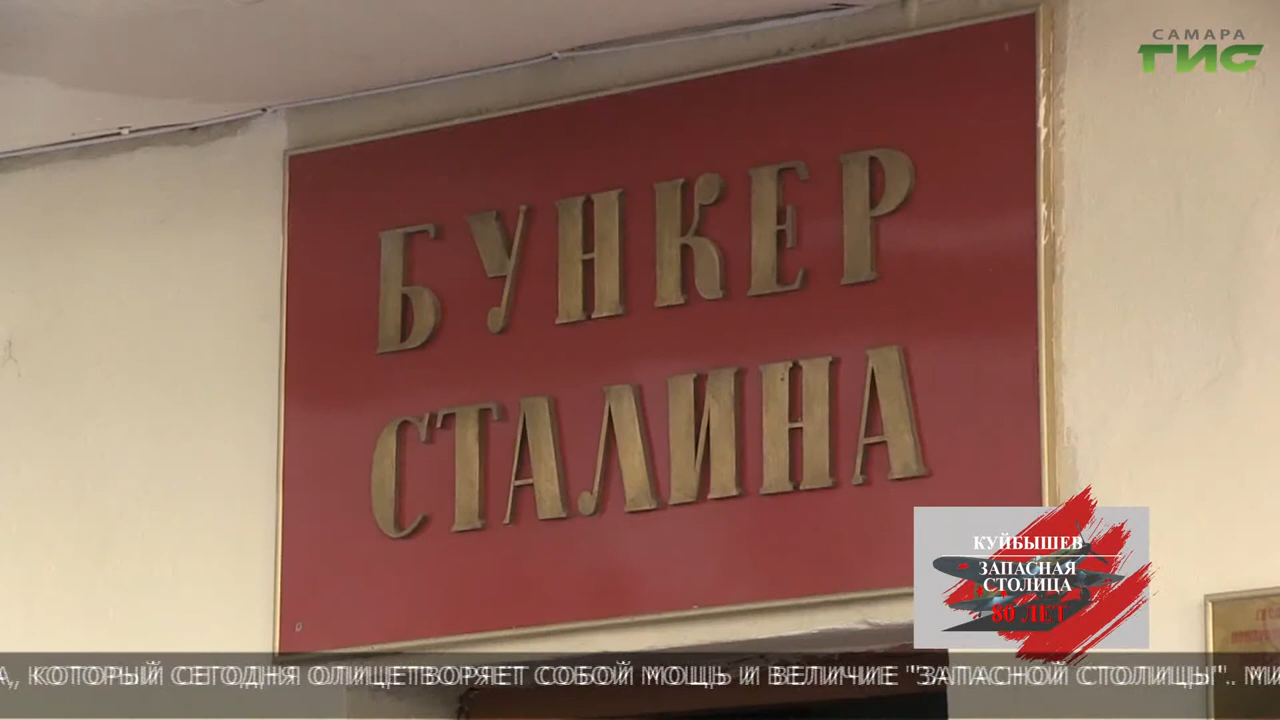 САМАРА
ГИС
БУНКЕР
СТАЛИНА
КУЙБЫШЕВ
ЗАПАСНАЯ
СТОЛИЦА
80 ЛЕТ
КОТОРЫЙ СЕГОДНЯ ОЛИЦЕТВОРЯЕТ СОБОЙ МОЩЬ И ВЕЛИЧИЕ "ЗАПАСНОЙ СТОЛИЦЫ"..